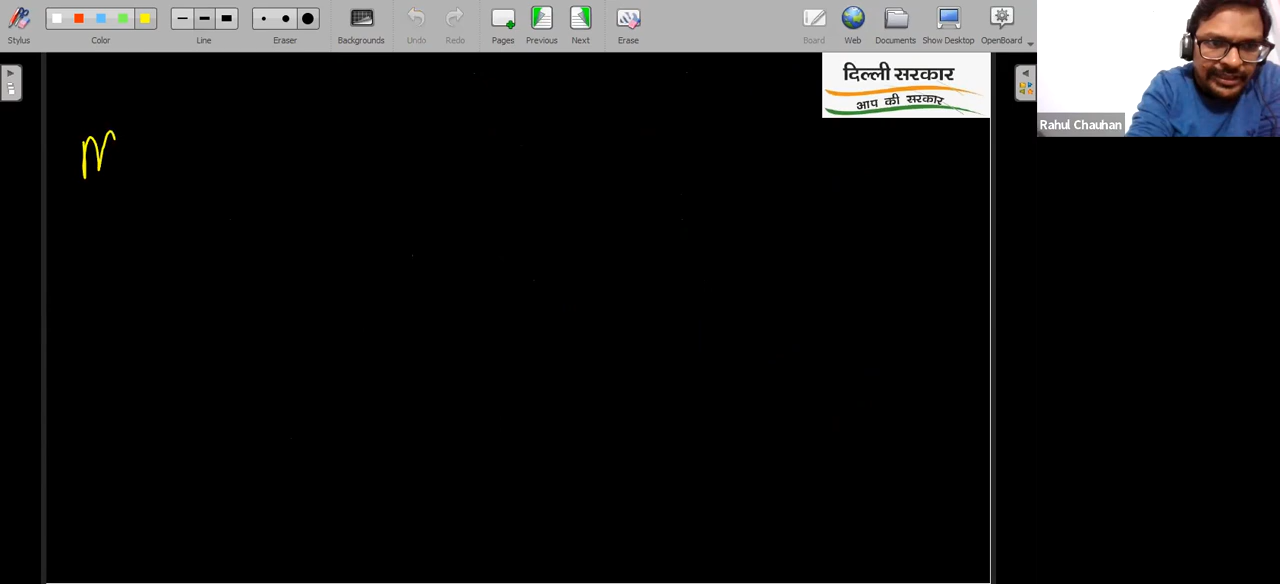 Stylus Color Line Eraser Backgrounds Undo Redo Pages Previous Next Erase Board Web Documents Show Desktop OpenBoard
दिल्ली सरकार
आप की सरकार
Rahul Chauhan